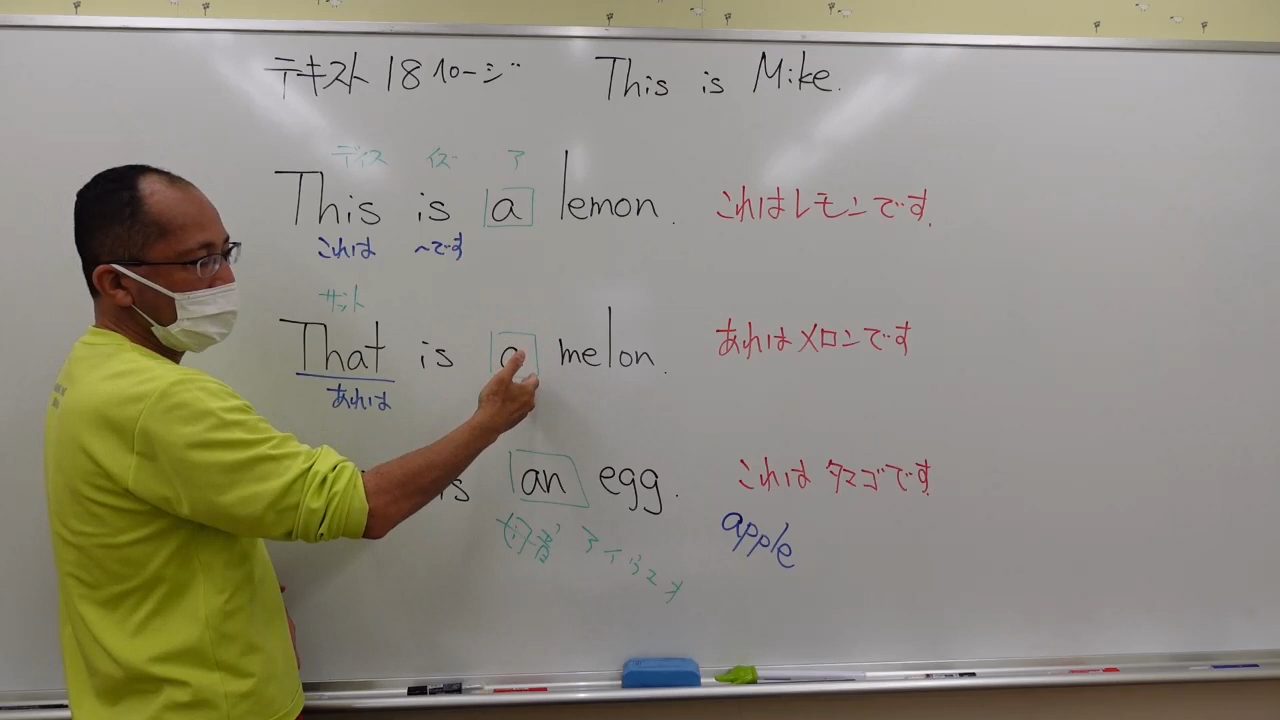 テキスト18ページ This is Mike.
ディス イズ ア
This is a lemon. これはレモンです.
これは ～です
ザット
That is a melon. あれはメロンです
あれは
is an egg. これは タマゴです.
母音 アイウエオ apple